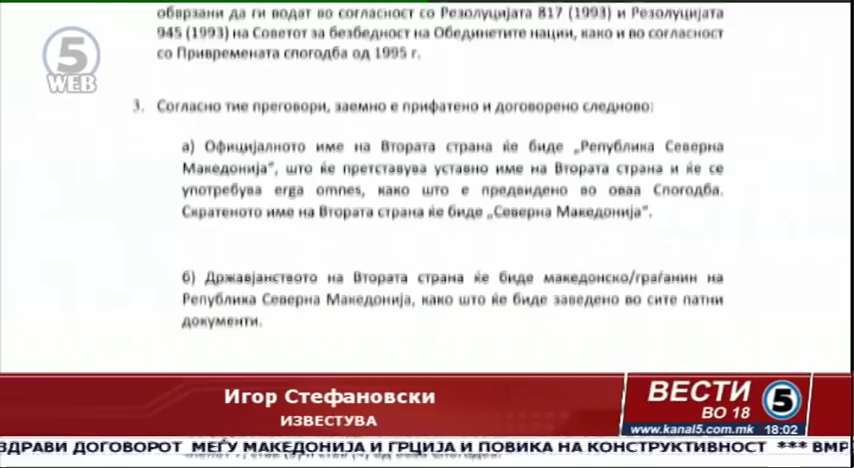 обврзани да ги водат во согласност со Резолуцијата 817 (1993) и Резолуцијата
945 (1993) на Советот за безбедност на Обединетите нации, како и во согласност
со Привремената спогодба од 1995 г.
5
WEB
3. Согласно тие преговори, заемно е прифатено и договорено следново:
а) Официјалното име на Втората страна ќе биде „Република Северна
Македонија“, што ќе претставува уставно име на Втората страна и ќе се
употребува erga omnes, како што е предвидено во оваа Спогодба.
Скратеното име на Втората страна ќе биде „Северна Македонија“.
б) Државјанството на Втората страна ќе биде македонско/граѓанин на
Република Северна Македонија, како што ќе биде заведено во сите патни
документи.
Игор Стефановски
ИЗВЕСТУВА
ВЕСТИ
ВО 18
5
www.kanal5.com.mk 18:02
ЗДРАВИ ДОГОВОРОТ МЕЃУ МАКЕДОНИЈА И ГРЦИЈА И ПОВИКА НА КОНСТРУКТИВНОСТ *** ВМР